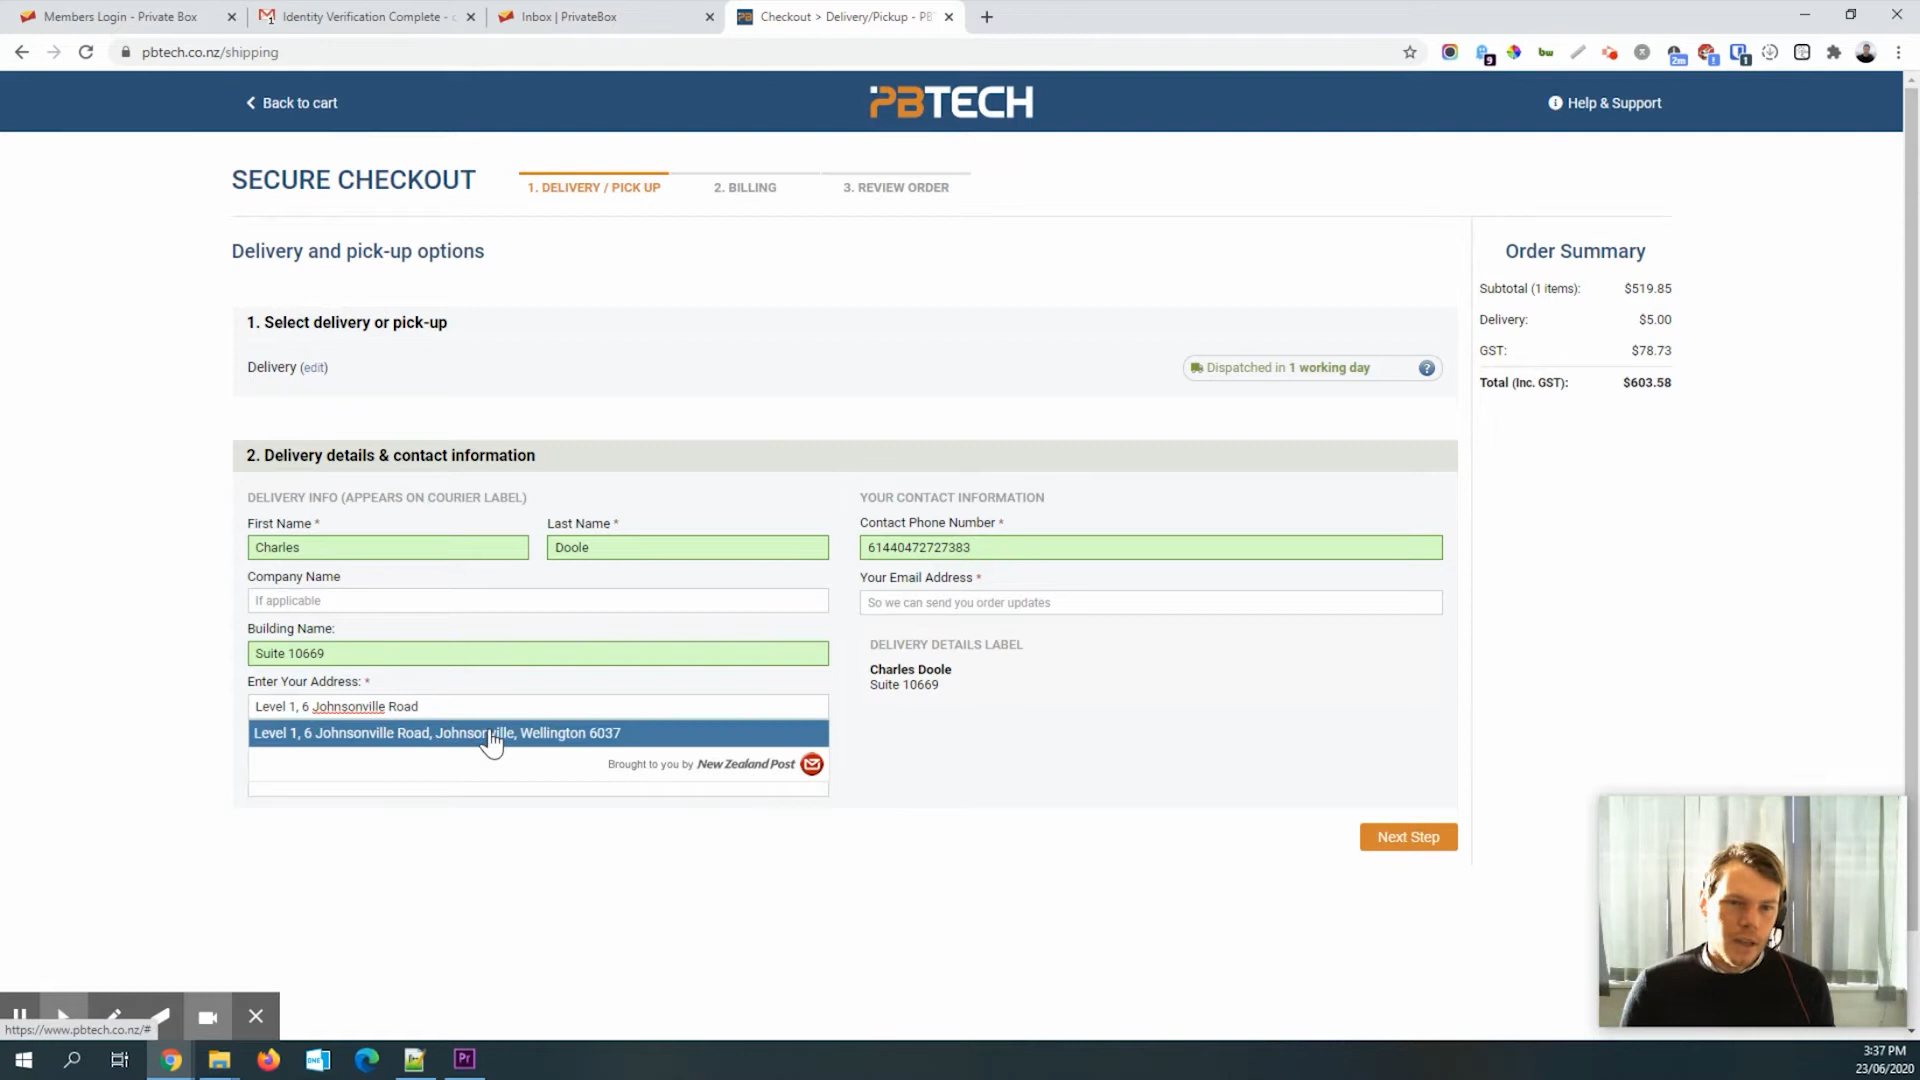 Members Login - Private Box
Identity Verification Complete - c
Inbox | PrivateBox
Checkout > Delivery/Pickup - PBT
pbtech.co.nz/shipping
Back to cart
PBTECH
Help & Support
SECURE CHECKOUT
1. DELIVERY / PICK UP
2. BILLING
3. REVIEW ORDER
Delivery and pick-up options
Order Summary
Subtotal (1 items): $519.85
Delivery: $5.00
GST: $78.73
Total (Inc. GST): $603.58
1. Select delivery or pick-up
Delivery (edit)
Dispatched in 1 working day
2. Delivery details & contact information
DELIVERY INFO (APPEARS ON COURIER LABEL)
First Name *
Last Name *
Charles
Doole
Company Name
If applicable
Building Name:
Suite 10669
Enter Your Address: *
Level 1, 6 Johnsonville Road
Level 1, 6 Johnsonville Road, Johnsonville, Wellington 6037
Brought to you by New Zealand Post
YOUR CONTACT INFORMATION
Contact Phone Number *
61440472727383
Your Email Address *
So we can send you order updates
DELIVERY DETAILS LABEL
Charles Doole
Suite 10669
Next Step
https://www.pbtech.co.nz/#
3:37 PM
23/06/2020